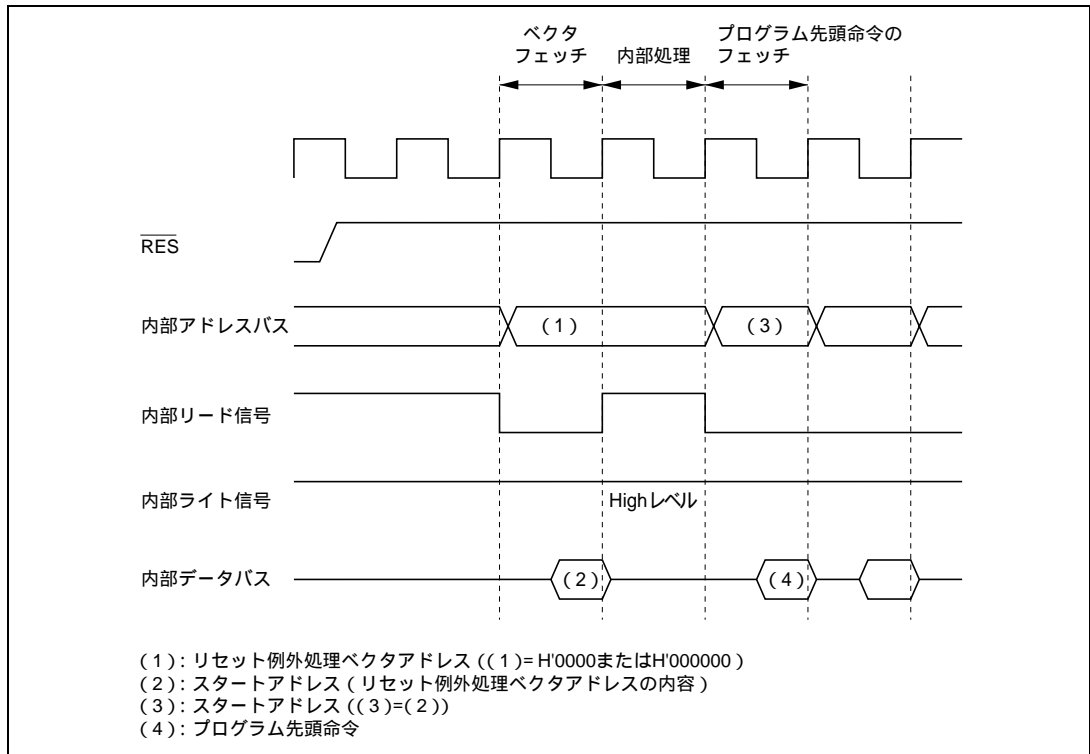 ベクタ
フェッチ
内部処理
プログラム先頭命令の
フェッチ
RES
内部アドレスバス
(1)
(3)
内部リード信号
内部ライト信号
Highレベル
内部データバス
(2)
(4)
(1): リセット例外処理ベクタアドレス ((1)= H'0000またはH'000000)
(2): スタートアドレス (リセット例外処理ベクタアドレスの内容)
(3): スタートアドレス ((3)=(2))
(4): プログラム先頭命令